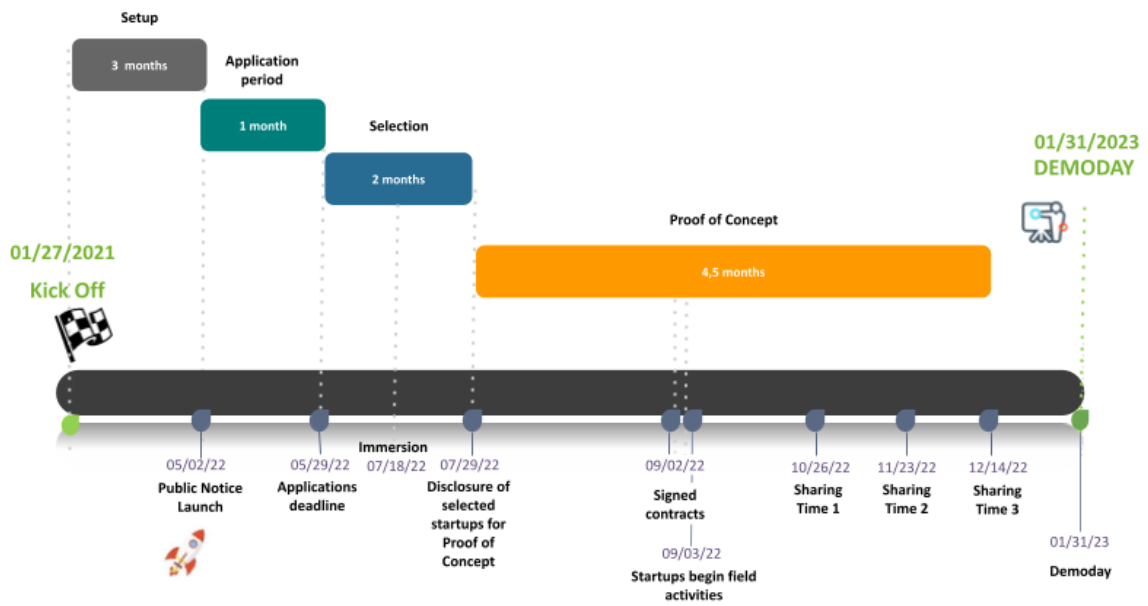 Setup
3 months
Application
period
1 month
Selection
2 months
01/31/2023
DEMODAY
Proof of Concept
4,5 months
01/27/2021
Kick Off
05/02/22
Public Notice
Launch
05/29/22
Applications
deadline
Immersion
07/18/22
07/29/22
Disclosure of
selected
startups for
Proof of
Concept
09/02/22
Signed
contracts
09/03/22
Startups begin field
activities
10/26/22
Sharing
Time 1
11/23/22
Sharing
Time 2
12/14/22
Sharing
Time 3
01/31/23
Demoday